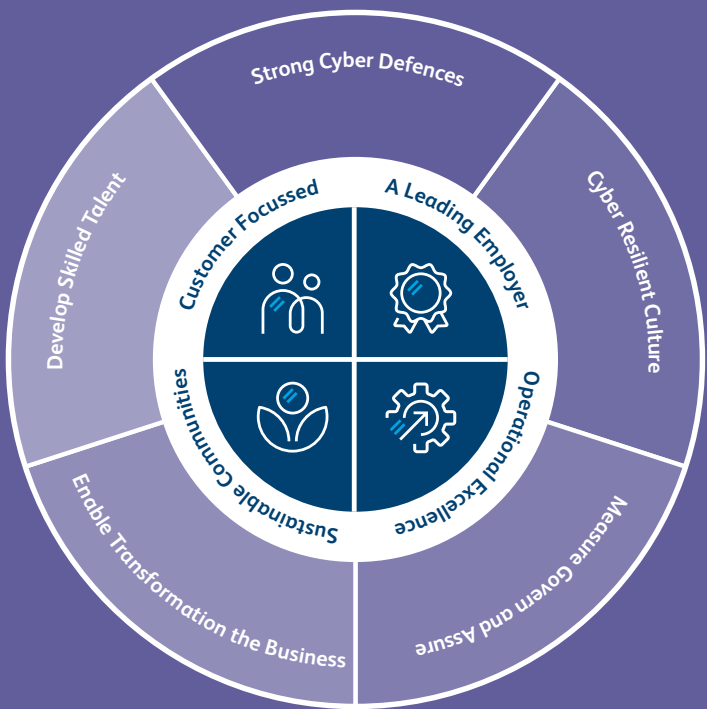 Strong Cyber Defences
Cyber Resilient Culture
Measure Govern and Assure
Enable Transformation the Business
Develop Skilled Talent
Customer Focussed
A Leading Employer
Operational Excellence
Sustainable Communities